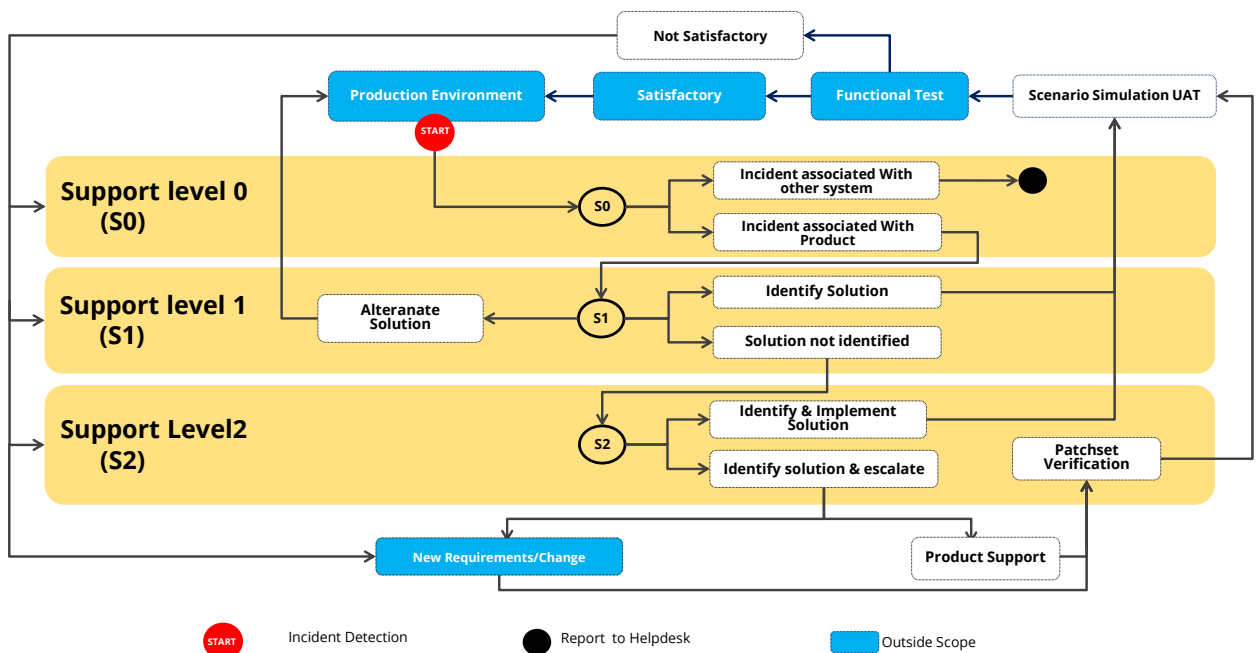 Not Satisfactory
Production Environment
Satisfactory
Functional Test
Scenario Simulation UAT
START
Support level 0
(S0)
S0
Incident associated With
other system
Incident associated With
Product
Support level 1
(S1)
Alteranate
Solution
S1
Identify Solution
Solution not identified
Support Level2
(S2)
S2
Identify & Implement
Solution
Identify solution & escalate
Patchset
Verification
New Requirements/Change
Product Support
START
Incident Detection
Report to Helpdesk
Outside Scope